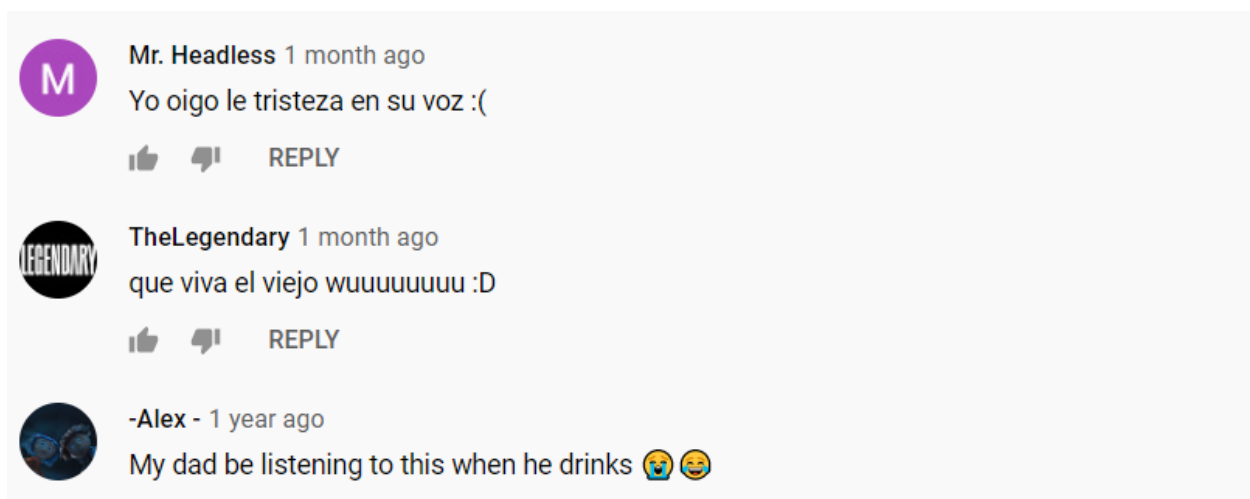 M
Mr. Headless 1 month ago
Yo oigo le tristeza en su voz :(
REPLY
LEGENDARY
TheLegendary 1 month ago
que viva el viejo wuuuuuuuu :D
REPLY
-Alex - 1 year ago
My dad be listening to this when he drinks 😭😂